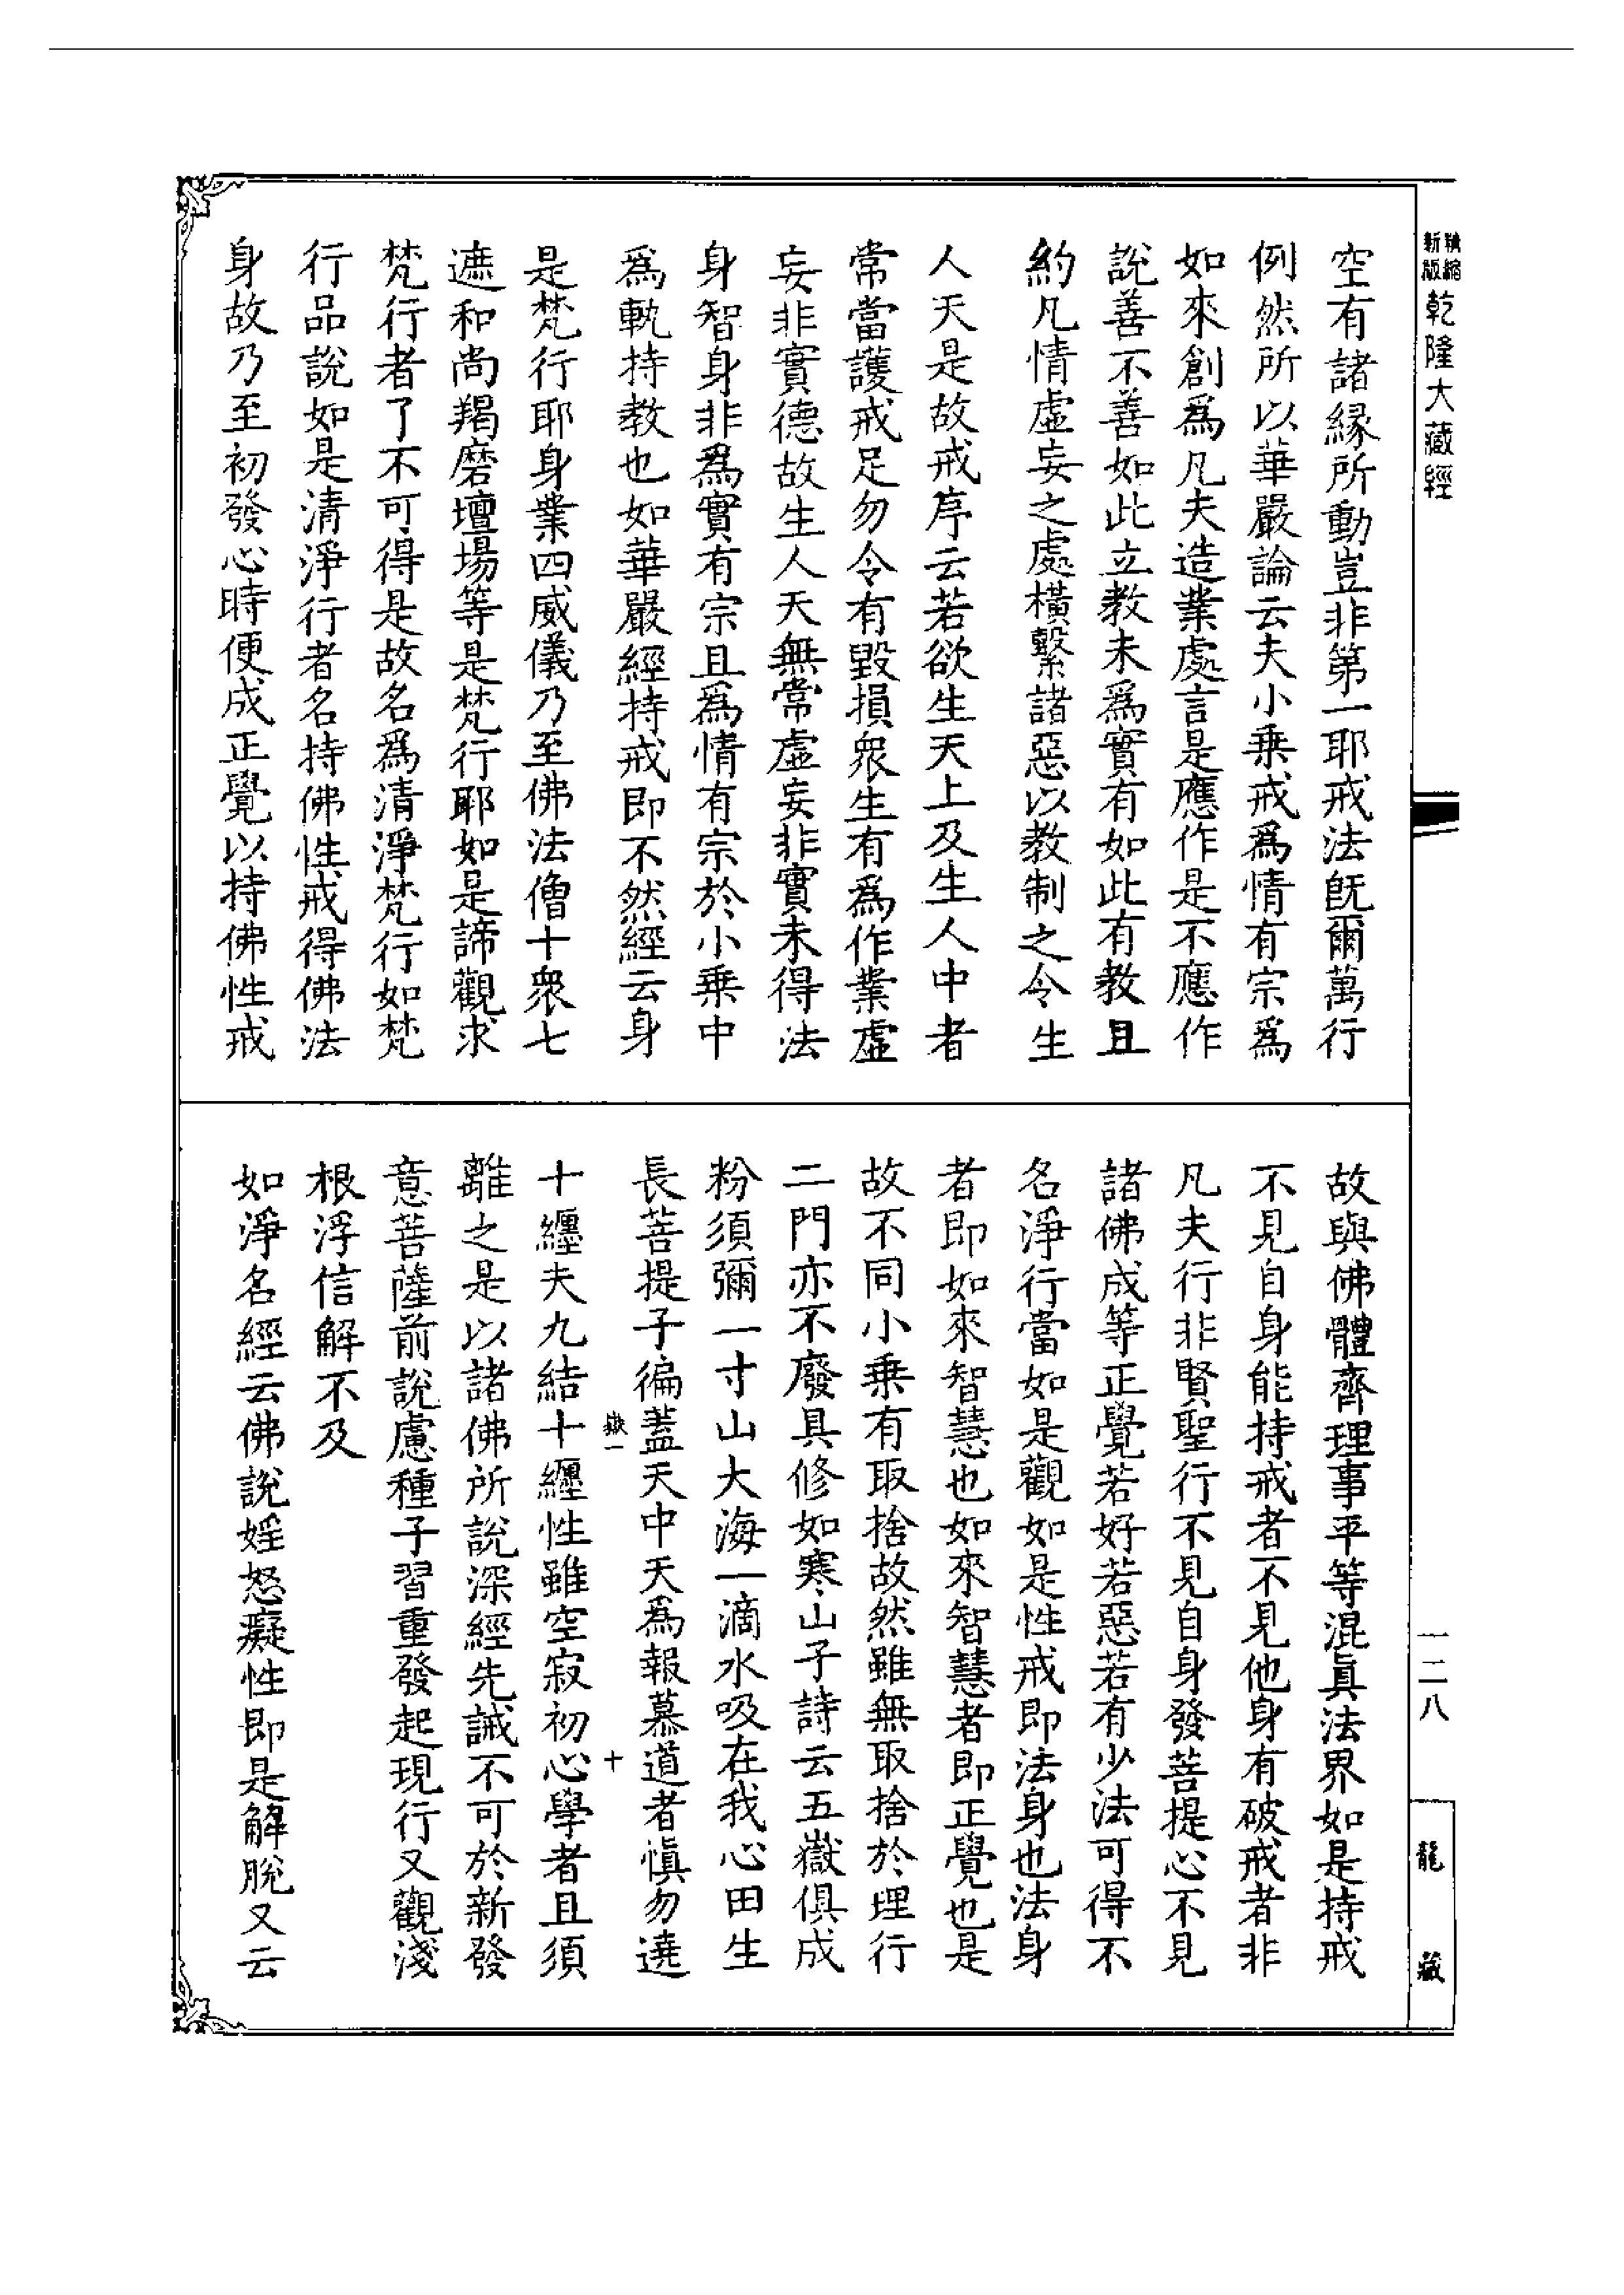 新版
精縮
乾隆大藏經
空有諸緣所動豈非第一耶戒法旣爾萬行
例然所以華嚴論云夫小乗戒爲情有宗爲
如來創爲凡夫造業處言是應作是不應作
說善不善如此立教未爲實有如此有教且
約凡情虛妄之處橫繫諸惡以教制之令生
人天是故戒序云若欲生天上及生人中者
常當護戒足勿令有毀損衆生有爲作業虛
妄非實德故生人天無常虛妄非實未得法
身智身非爲實有宗且爲情有宗於小乗中
爲軌持教也如華嚴經持戒即不然經云身
是梵行耶身業四威儀乃至佛法僧十衆七
遮和尚羯磨壇場等是梵行耶如是諦觀求
梵行者了不可得是故名爲清淨梵行如梵
行品說如是清淨行者名持佛性戒得佛法
身故乃至初發心時便成正覺以持佛性戒
故與佛體齊理事平等混眞法界如是持戒
不見自身能持戒者不見他身有破戒者非
凡夫行非賢聖行不見自身發菩提心不見
諸佛成等正覺若好若惡若有少法可得不
名淨行當如是觀如是性戒即法身也法身
者即如來智慧也如來智慧者即正覺也是
故不同小乗有取捨故然雖無取捨於理行
二門亦不廢具修如寒山子詩云五嶽俱成
粉須彌一寸山大海一滴水吸在我心田生
長菩提子徧蓋天中天爲報慕道者愼勿遶
嶽一
十
十纏夫九結十纏性雖空寂初心學者且須
離之是以諸佛所說深經先誡不可於新發
意菩薩前說慮種子習重發起現行又觀淺
根浮信解不及
如淨名經云佛說婬怒癡性即是解脫又云
一二八
龍藏